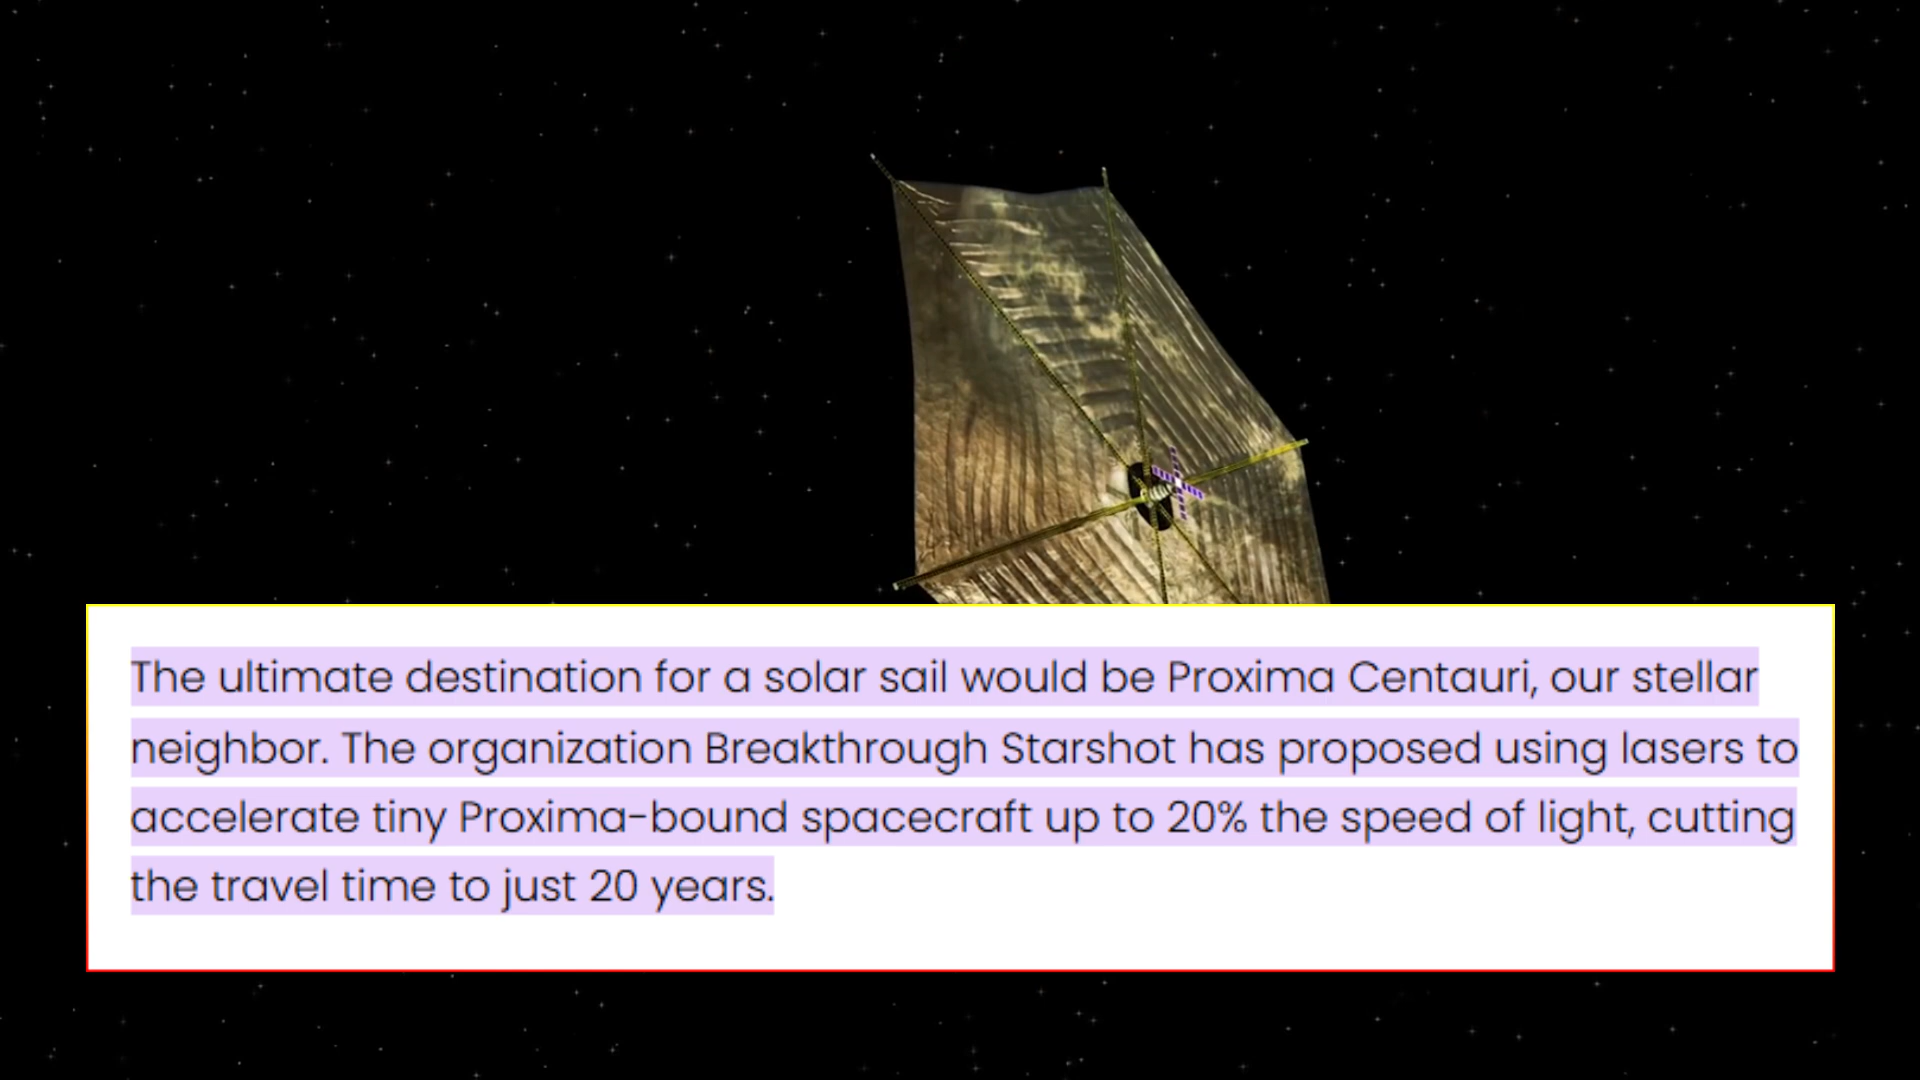 The ultimate destination for a solar sail would be Proxima Centauri, our stellar
neighbor. The organization Breakthrough Starshot has proposed using lasers to
accelerate tiny Proxima-bound spacecraft up to 20% the speed of light, cutting
the travel time to just 20 years.